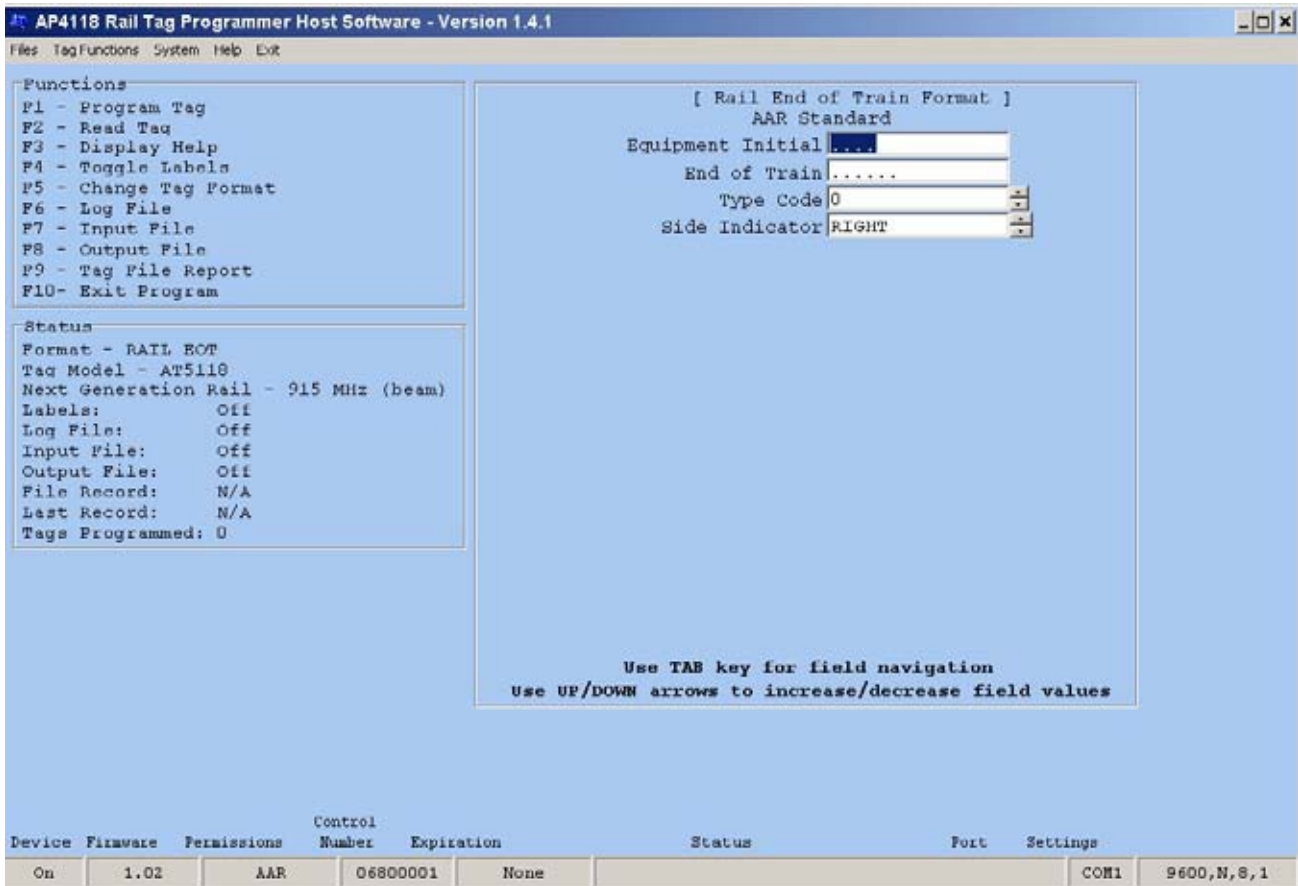 AP4118 Rail Tag Programmer Host Software - Version 1.4.1
Files Tag Functions System Help Exit
Functions
F1 - Program Tag
F2 - Read Tag
F3 - Display Help
F4 - Toggle Labels
F5 - Change Tag Format
F6 - Log File
F7 - Input File
F8 - Output File
F9 - Tag File Report
F10- Exit Program
Status
Format - RAIL EOT
Tag Model - AT5118
Next Generation Rail - 915 MHz (beam)
Labels: Off
Log File: Off
Input File: Off
Output File: Off
File Record: N/A
Last Record: N/A
Tags Programmed: 0
[ Rail End of Train Format ]
AAR Standard
Equipment Initial ....
End of Train ......
Type Code 0
Side Indicator RIGHT
Use TAB key for field navigation
Use UP/DOWN arrows to increase/decrease field values
Device Firmware Permissions Control Number Expiration Status Port Settings
On 1.02 AAR 06800001 None COM1 9600,N,8,1